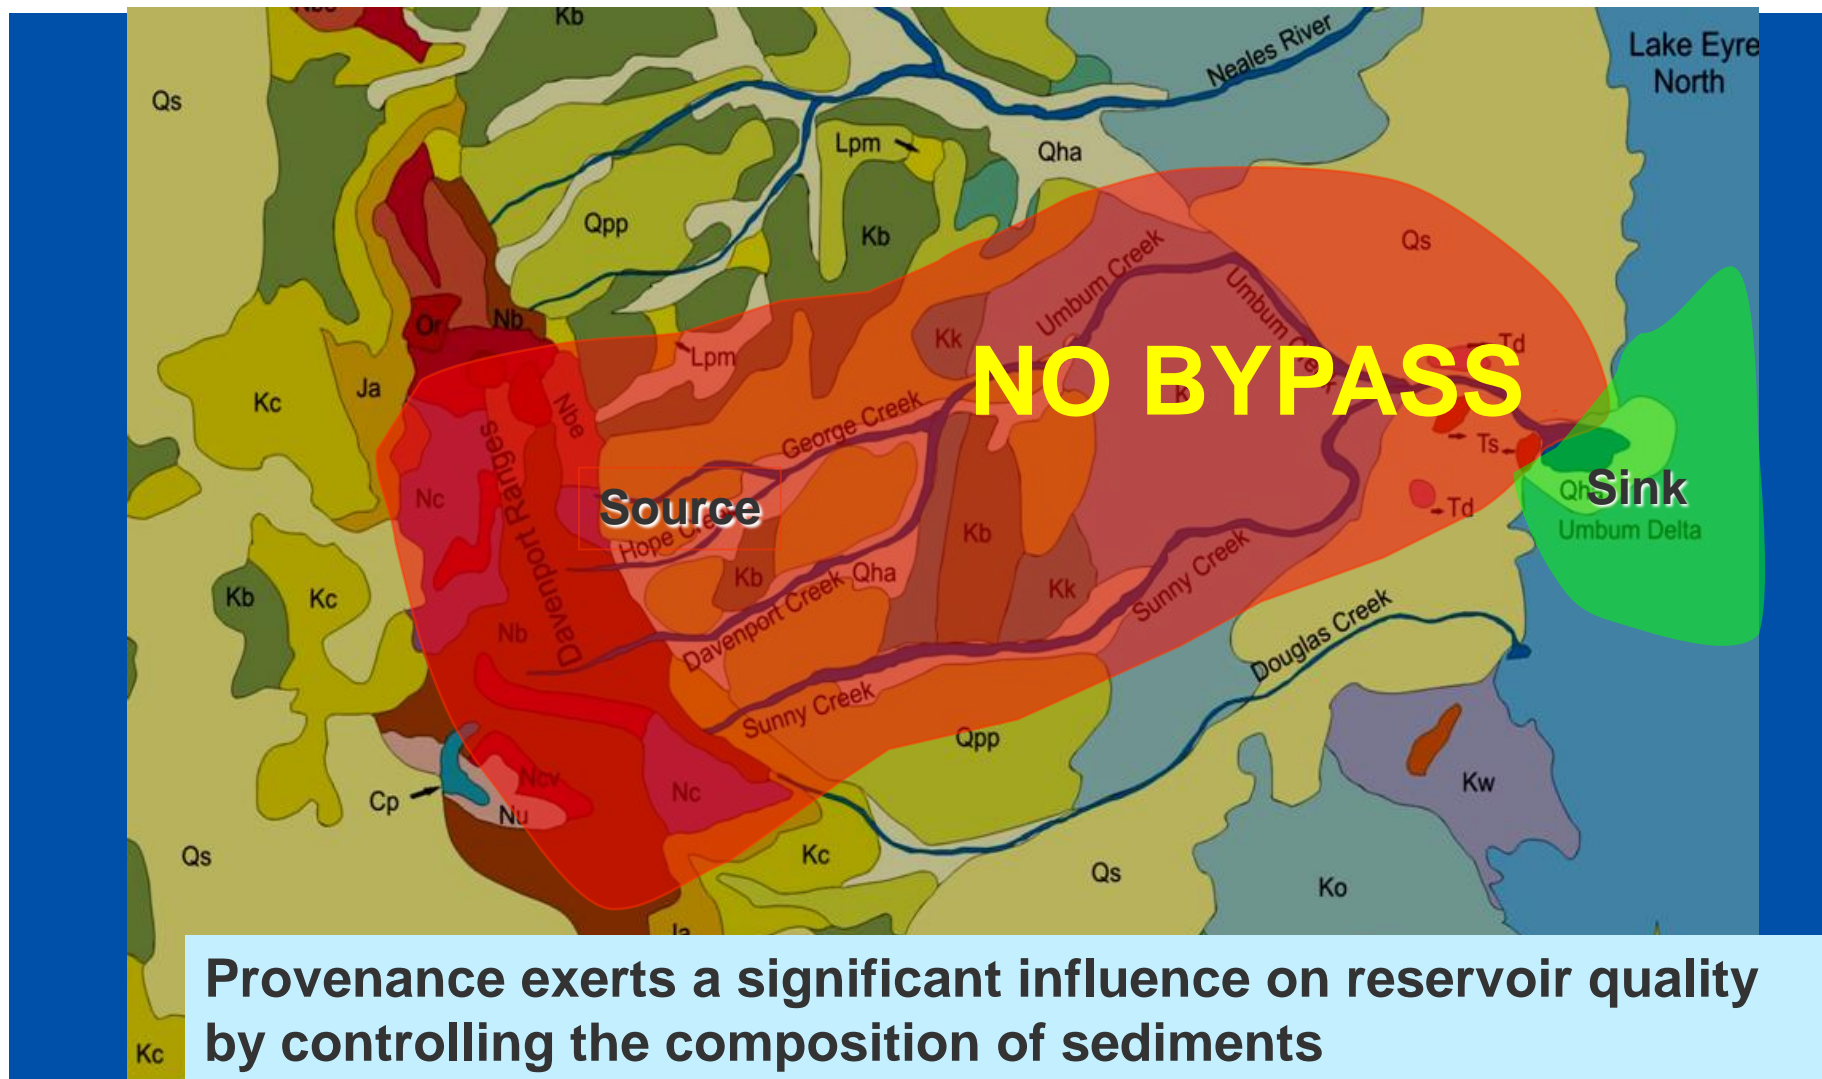 Kb
Lake Eyre
North
Neales River
Qs
Lpm
Qha
Qpp
Kb
Qs
Umbum Creek
Umbum Creek
Or
Nb
Kk
Td
Lpm
Ja
Kc
NO BYPASS
Nqe
George Creek
Davenport Ranges
Ts
Nc
Source
Sink
Umbum Delta
Td
Hope Creek
Kb
Kb
Qha
Kk
Sunny Creek
Kb
Kc
Davenport Creek
Nb
Douglas Creek
Sunny Creek
Qpp
Ncv
Nc
Kw
Cp
Nu
Qs
Kc
Qs
Ko
Ja
Provenance exerts a significant influence on reservoir quality
by controlling the composition of sediments
Kc